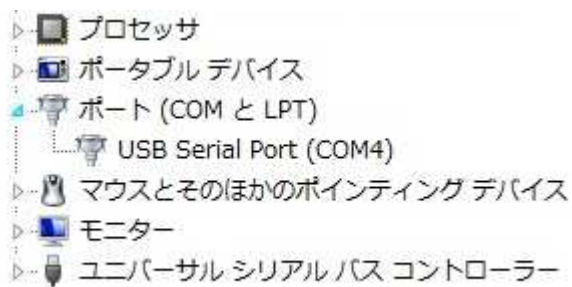 プロセッサ
ポータブル デバイス
ポート (COM と LPT)
USB Serial Port (COM4)
マウスとそのほかのポインティング デバイス
モニター
ユニバーサル シリアル バス コントローラー